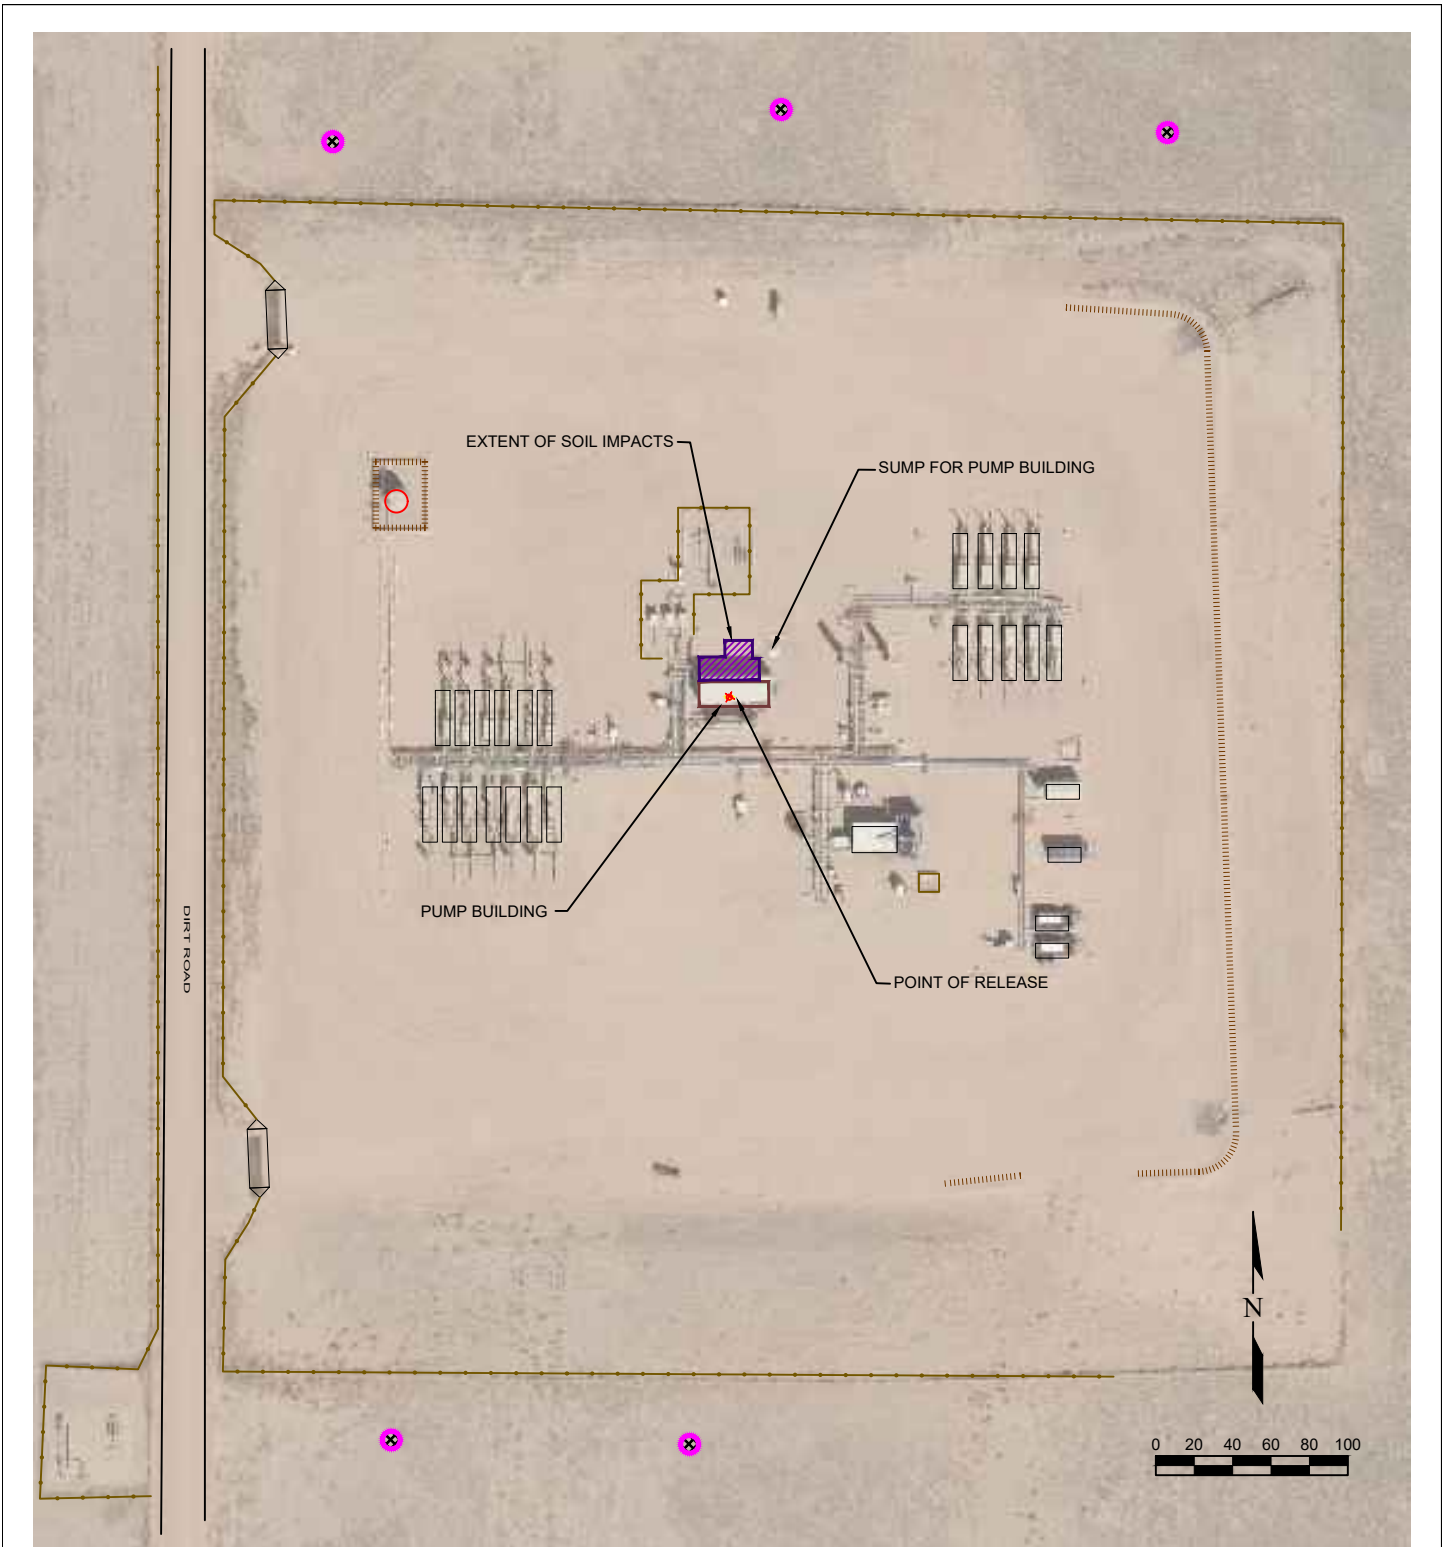 EXTENT OF SOIL IMPACTS
SUMP FOR PUMP BUILDING
PUMP BUILDING
POINT OF RELEASE
DIRT ROAD
N
0 20 40 60 80 100